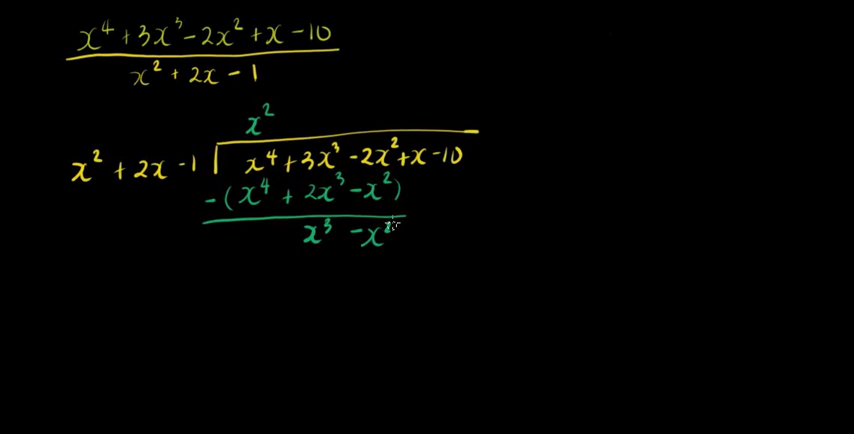 x⁴ + 3x³ - 2x² + x - 10
x² + 2x - 1
x²
x² + 2x - 1 | x⁴ + 3x³ - 2x² + x - 10
-(x⁴ + 2x³ - x²)
x³ - x²